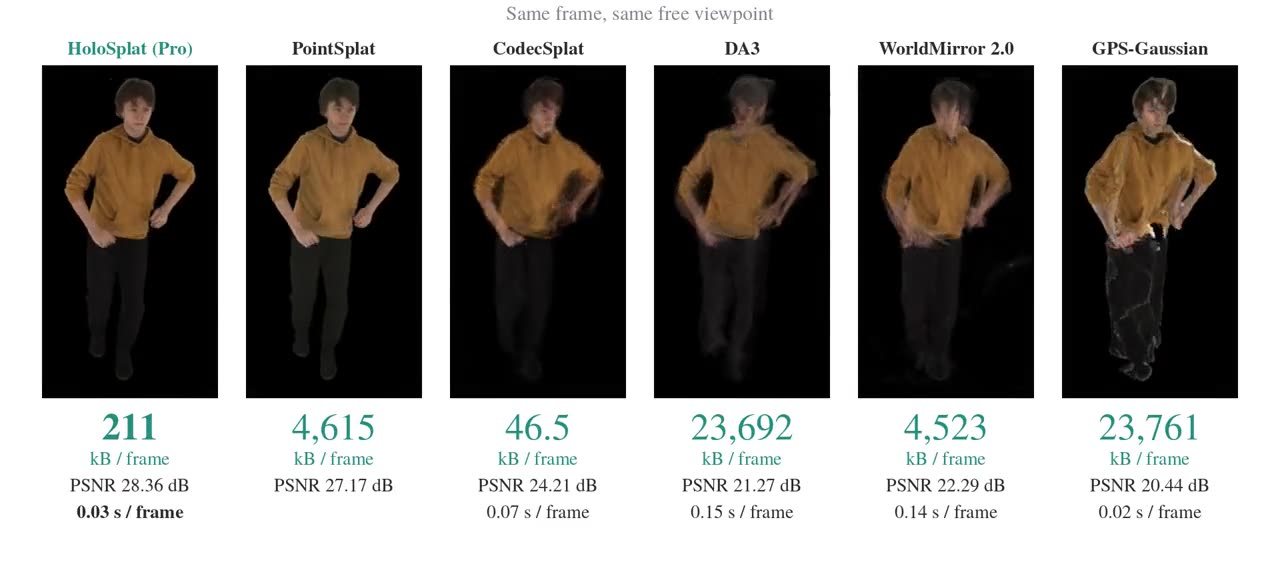 Same frame, same free viewpoint
HoloSplat (Pro) PointSplat CodecSplat DA3 WorldMirror 2.0 GPS-Gaussian
211 4,615 46.5 23,692 4,523 23,761
kB / frame kB / frame kB / frame kB / frame kB / frame kB / frame
PSNR 28.36 dB PSNR 27.17 dB PSNR 24.21 dB PSNR 21.27 dB PSNR 22.29 dB PSNR 20.44 dB
0.03 s / frame 0.07 s / frame 0.15 s / frame 0.14 s / frame 0.02 s / frame